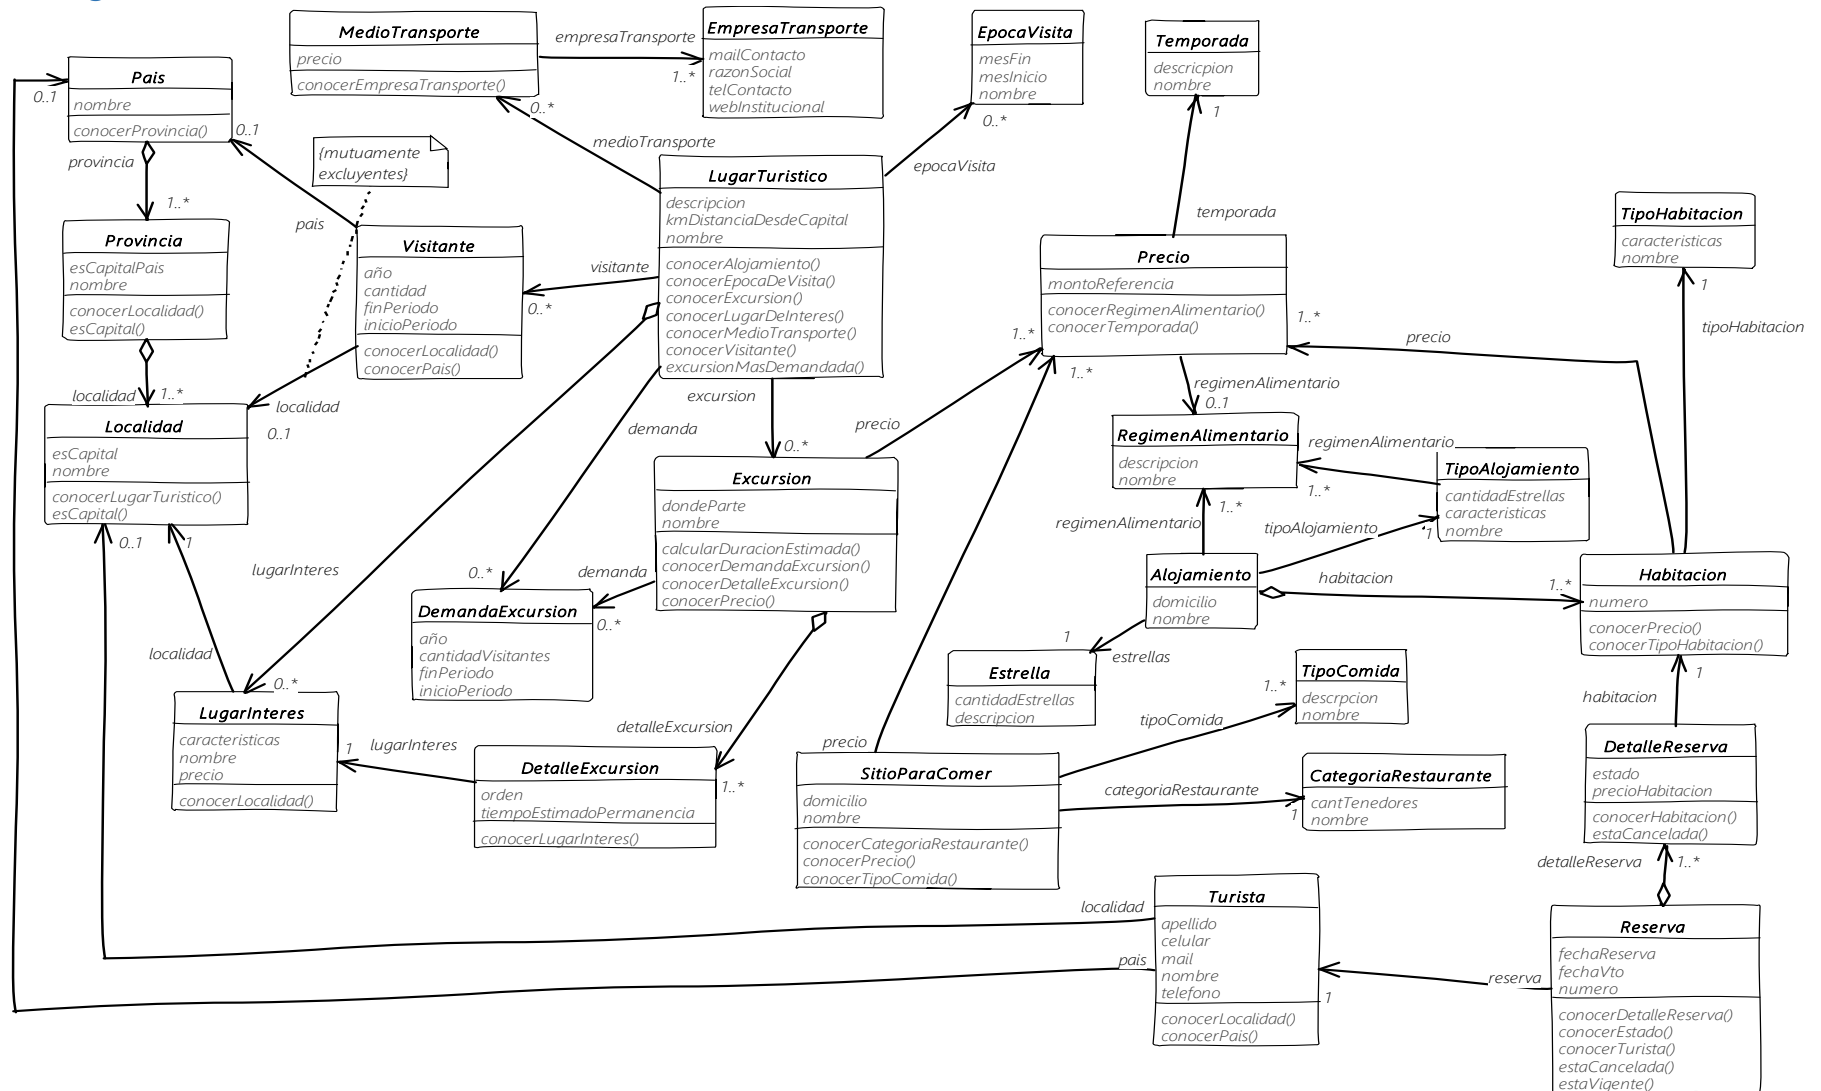 MedioTransporte
precio
conocerEmpresaTransporte()
empresaTransporte
1..*
EmpresaTransporte
mailContacto
razonSocial
telContacto
webInstitucional
EpocaVisita
mesFin
mesInicio
nombre
0..*
epocaVisita
Temporada
descricpion
nombre
1
temporada
Pais
nombre
conocerProvincia()
0..1
0..1
provincia
1..*
{mutuamente
excluyentes}
pais
0..*
medioTransporte
LugarTuristico
descripcion
kmDistanciaDesdeCapital
nombre
conocerAlojamiento()
conocerEpocaDeVisita()
conocerExcursion()
conocerLugarDeInteres()
conocerMedioTransporte()
conocerVisitante()
excursionMasDemandada()
Provincia
esCapitalPais
nombre
conocerLocalidad()
esCapital()
localidad
1..*
Visitante
año
cantidad
finPeriodo
inicioPeriodo
conocerLocalidad()
conocerPais()
visitante
0..*
localidad
0..1
Precio
montoReferencia
conocerRegimenAlimentario()
conocerTemporada()
1..*
1..*
1..*
precio
TipoHabitacion
caracteristicas
nombre
1
tipoHabitacion
Localidad
esCapital
nombre
conocerLugarTuristico()
esCapital()
0..1
1
excursion
0..*
demanda
precio
regimenAlimentario
0..1
RegimenAlimentario
descripcion
nombre
regimenAlimentario
1..*
1..*
regimenAlimentario
TipoAlojamiento
cantidadEstrellas
caracteristicas
nombre
tipoAlojamiento
1
Excursion
dondeParte
nombre
calcularDuracionEstimada()
conocerDemandaExcursion()
conocerDetalleExcursion()
conocerPrecio()
lugarInteres
0..*
demanda
0..*
DemandaExcursion
año
cantidadVisitantes
finPeriodo
inicioPeriodo
Alojamiento
domicilio
nombre
habitacion
1..*
Habitacion
numero
conocerPrecio()
conocerTipoHabitacion()
1
estrellas
Estrella
cantidadEstrellas
descripcion
TipoComida
descrpcion
nombre
1..*
tipoComida
1
habitacion
localidad
0..*
LugarInteres
caracteristicas
nombre
precio
conocerLocalidad()
1
lugarInteres
detalleExcursion
1..*
DetalleExcursion
orden
tiempoEstimadoPermanencia
conocerLugarInteres()
precio
SitioParaComer
domicilio
nombre
conocerCategoriaRestaurante()
conocerPrecio()
conocerTipoComida()
categoriaRestaurante
1
CategoriaRestaurante
cantTenedores
nombre
DetalleReserva
estado
precioHabitacion
conocerHabitacion()
estaCancelada()
detalleReserva
1..*
localidad
pais
Turista
apellido
celular
mail
nombre
telefono
conocerLocalidad()
conocerPais()
1
reserva
Reserva
fechaReserva
fechaVto
numero
conocerDetalleReserva()
conocerEstado()
conocerTurista()
estaCancelada()
estaVigente()